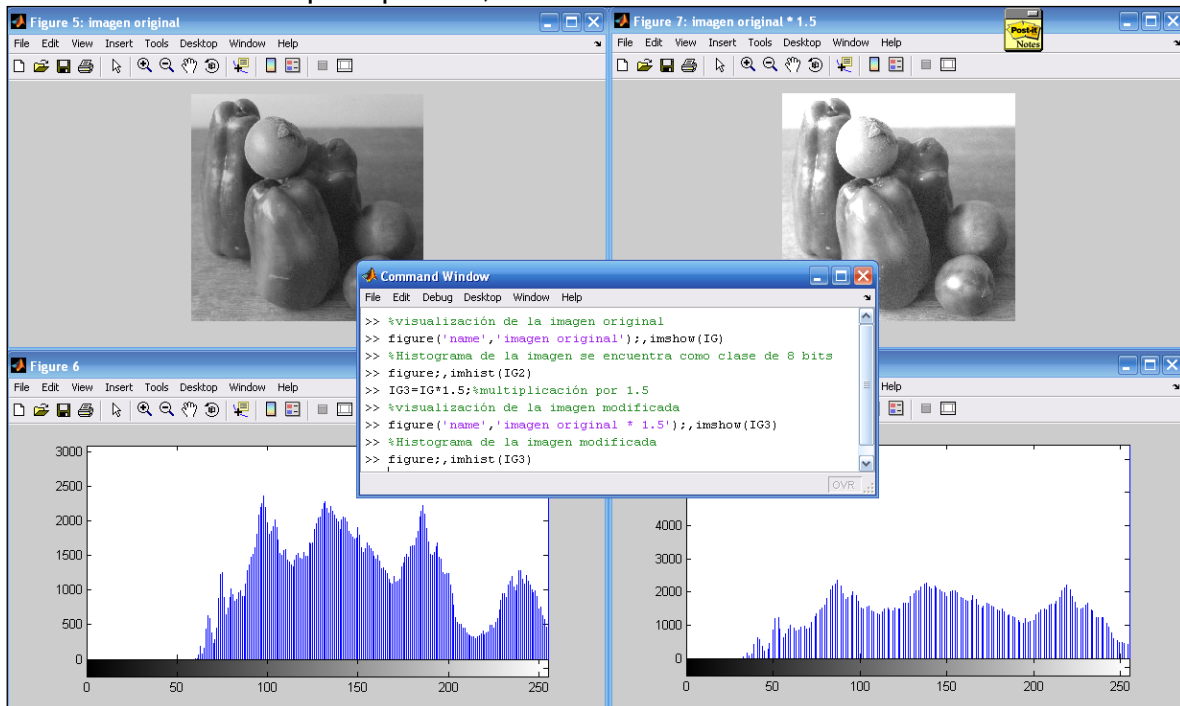 Figure 5: imagen original
File Edit View Insert Tools Desktop Window Help
Figure 7: imagen original * 1.5
Post-it
Notes
File Edit View Insert Tools Desktop Window Help
Command Window
File Edit Debug Desktop Window Help
>> %visualización de la imagen original
>> figure('name','imagen original');,imshow(IG)
>> %Histograma de la imagen se encuentra como clase de 8 bits
>> figure;,imhist(IG2)
>> IG3=IG*1.5;%multiplicación por 1.5
>> %visualización de la imagen modificada
>> figure('name','imagen original * 1.5');,imshow(IG3)
>> %Histograma de la imagen modificada
>> figure;,imhist(IG3)
OVR
Figure 6
File Edit View Insert Tools Desktop Window Help
3000
2500
2000
1500
1000
500
0
0 50 100 150 200 250
Help
4000
3000
2000
1000
0
0 50 100 150 200 250